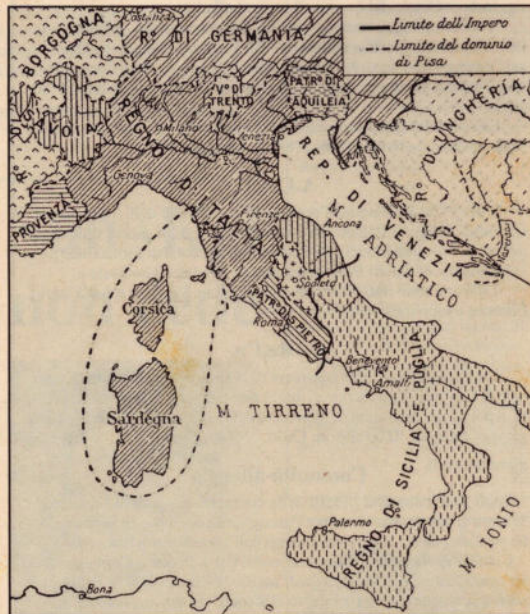 Limite dell'Impero
Limite del dominio
di Pisa
BORGOGNA
Rº DI GERMANIA
Vº DI
TRENTO
PATRº DI
AQUILEIA
SAVOIA
REGNO D'ITALIA
Milano
Venezia
Rº D'UNGHERIA
PROVENZA
Genova
Firenze
REP. DI VENEZIA
M ADRIATICO
Ancona
Corsica
PATRº DI S PIETRO
Roma
Benevento
Amalfi
Sardegna
M TIRRENO
REGNO DI SICILIA E PUGLIA
Palermo
M IONIO
Bona